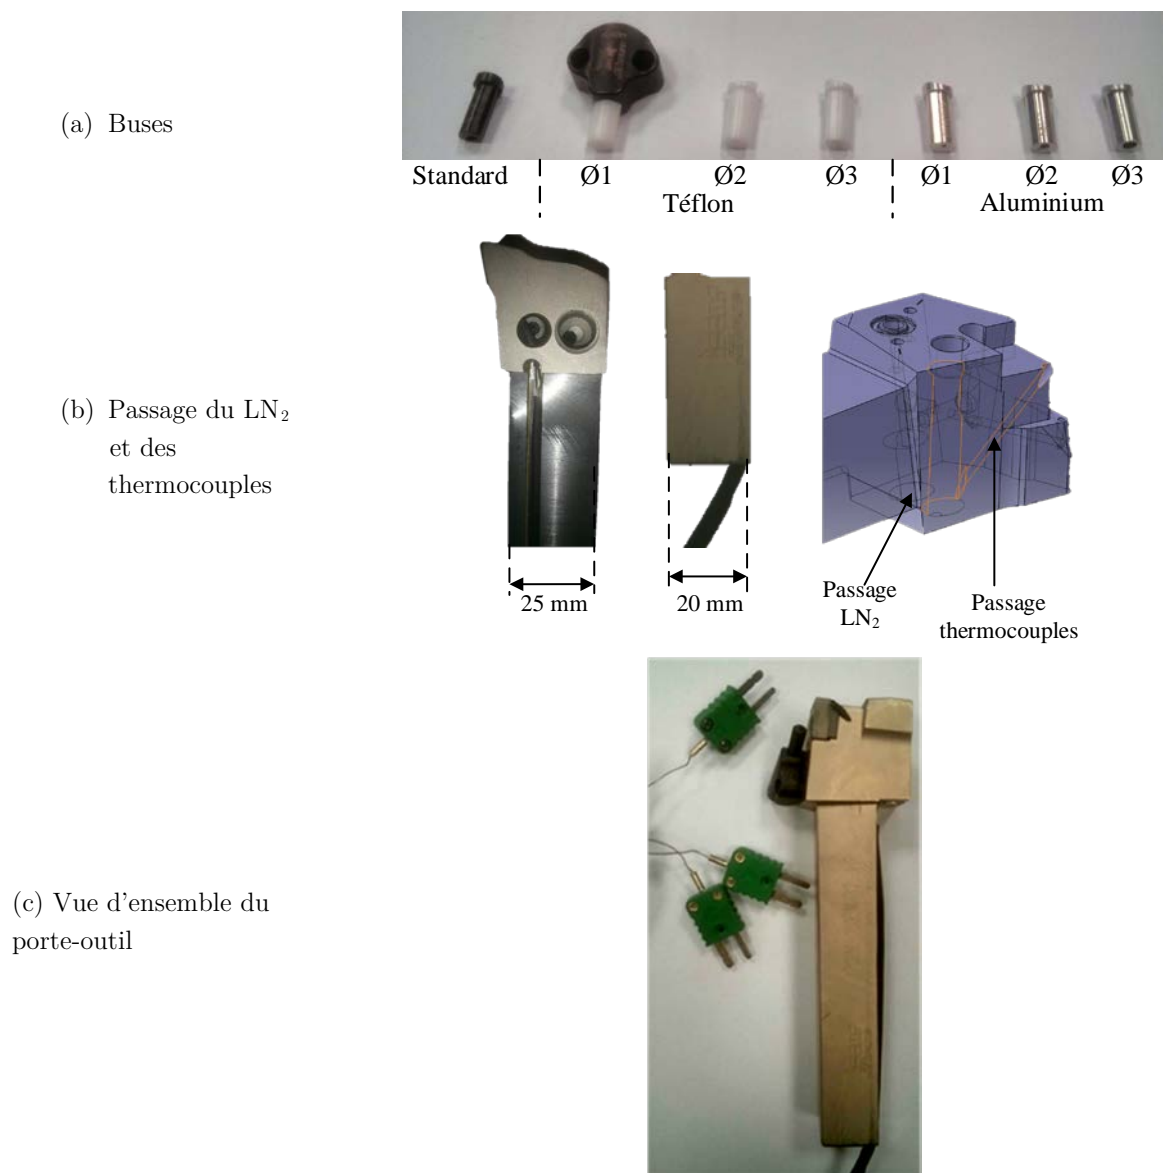 (a) Buses
Standard Ø1 Ø2 Ø3 Ø1 Ø2 Ø3
Téflon Aluminium
(b) Passage du LN₂
et des
thermocouples
25 mm 20 mm
Passage
LN₂
Passage
thermocouples
(c) Vue d'ensemble du
porte-outil